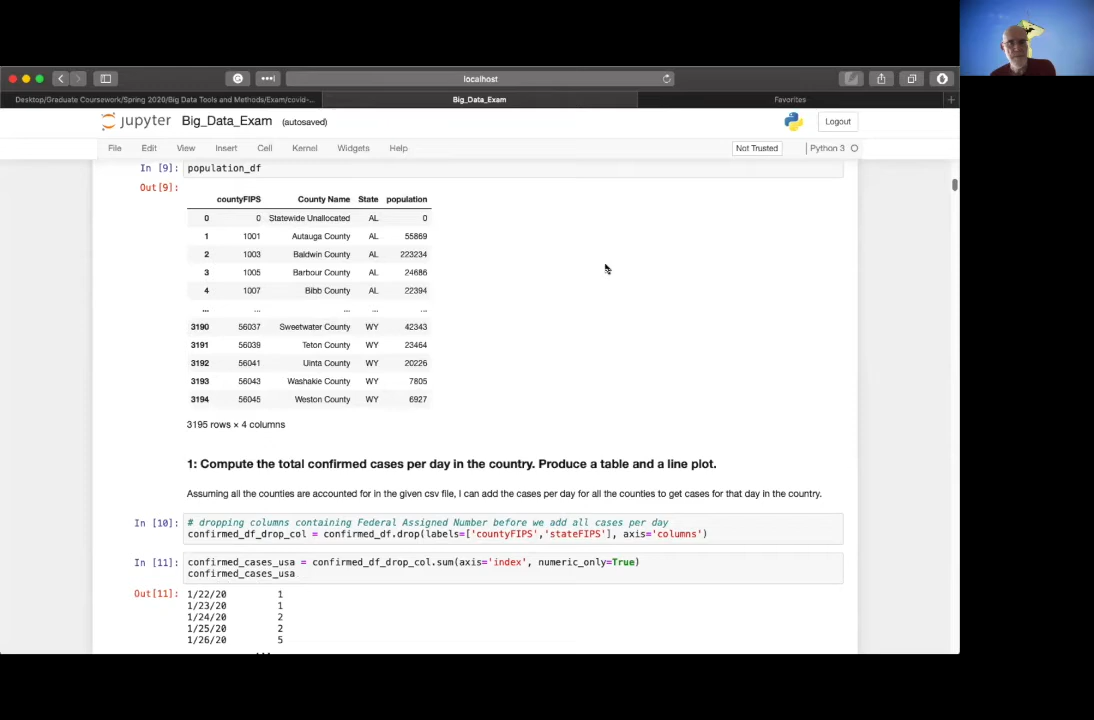 localhost
Desktop/Graduate Coursework/Spring 2020/Big Data Tools and Methods/Exam/covid-...
Big_Data_Exam
Favorites
jupyter Big_Data_Exam (autosaved)
Logout
File Edit View Insert Cell Kernel Widgets Help
Not Trusted
Python 3
In [9]: population_df
Out[9]:
countyFIPS County Name State population
0 0 Statewide Unallocated AL 0
1 1001 Autauga County AL 55869
2 1003 Baldwin County AL 223234
3 1005 Barbour County AL 24686
4 1007 Bibb County AL 22394
... ... ... ... ...
3190 56037 Sweetwater County WY 42343
3191 56039 Teton County WY 23464
3192 56041 Uinta County WY 20226
3193 56043 Washakie County WY 7805
3194 56045 Weston County WY 6927
3195 rows × 4 columns
1: Compute the total confirmed cases per day in the country. Produce a table and a line plot.
Assuming all the counties are accounted for in the given csv file, I can add the cases per day for all the counties to get cases for that day in the country.
In [10]: # dropping columns containing Federal Assigned Number before we add all cases per day
confirmed_df_drop_col = confirmed_df.drop(labels=['countyFIPS','stateFIPS'], axis='columns')
In [11]: confirmed_cases_usa = confirmed_df_drop_col.sum(axis='index', numeric_only=True)
confirmed_cases_usa
Out[11]: 1/22/20 1
1/23/20 1
1/24/20 2
1/25/20 2
1/26/20 5
...